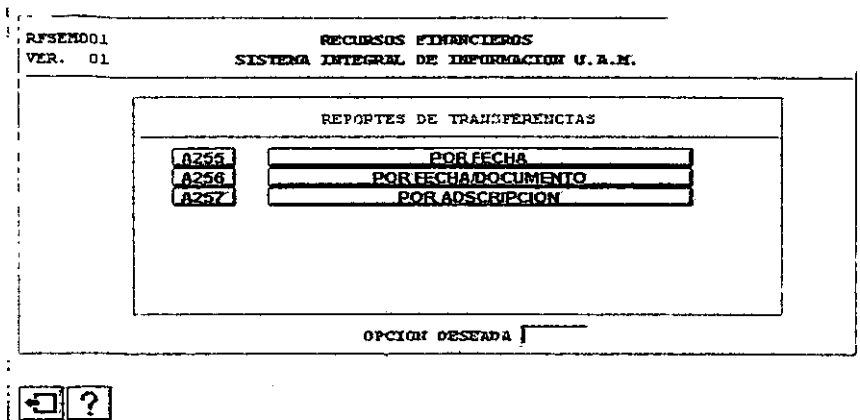 RFSEM001 RECURSOS FINANCIEROS
VER. 01 SISTEMA INTEGRAL DE INFORMACION U.A.M.
REPORTES DE TRANSFERENCIAS
A255 POR FECHA
A256 POR FECHA/DOCUMENTO
A257 POR ADSCRIPCION
OPCION DESEADA
?